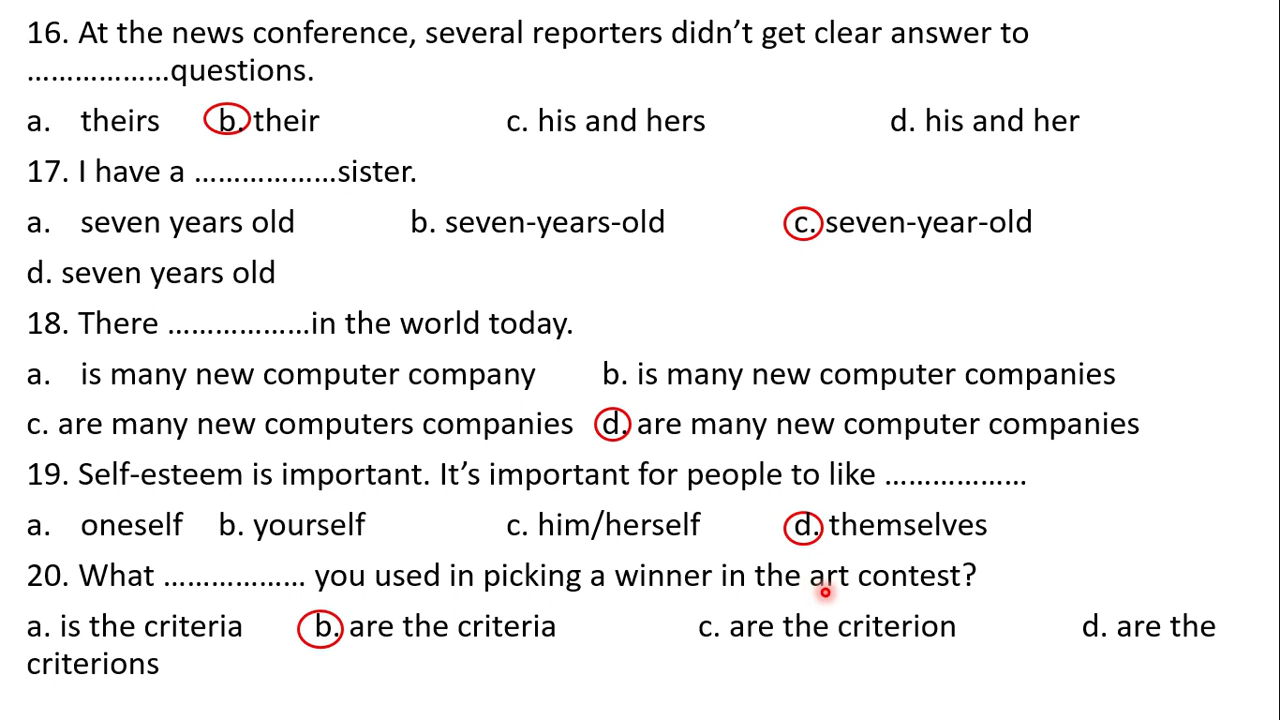 16. At the news conference, several reporters didn’t get clear answer to
………………questions.
a. theirs b. their c. his and hers d. his and her
17. I have a ………………sister.
a. seven years old b. seven-years-old c. seven-year-old
d. seven years old
18. There ………………in the world today.
a. is many new computer company b. is many new computer companies
c. are many new computers companies d. are many new computer companies
19. Self-esteem is important. It’s important for people to like ………………
a. oneself b. yourself c. him/herself d. themselves
20. What ……………… you used in picking a winner in the art contest?
a. is the criteria b. are the criteria c. are the criterion d. are the
criterions